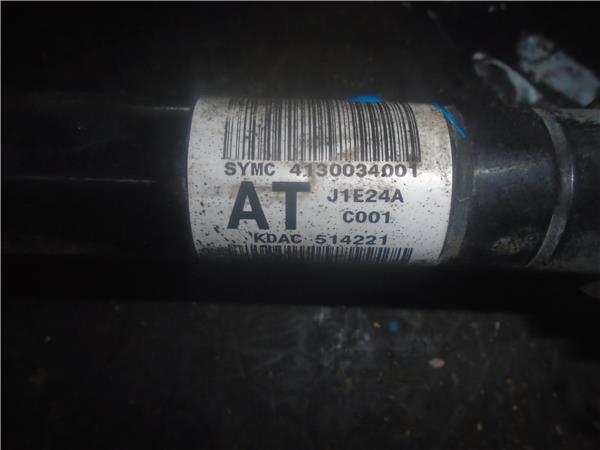 SYMC 4130034001
AT J1E24A
C001
KDAC 514221